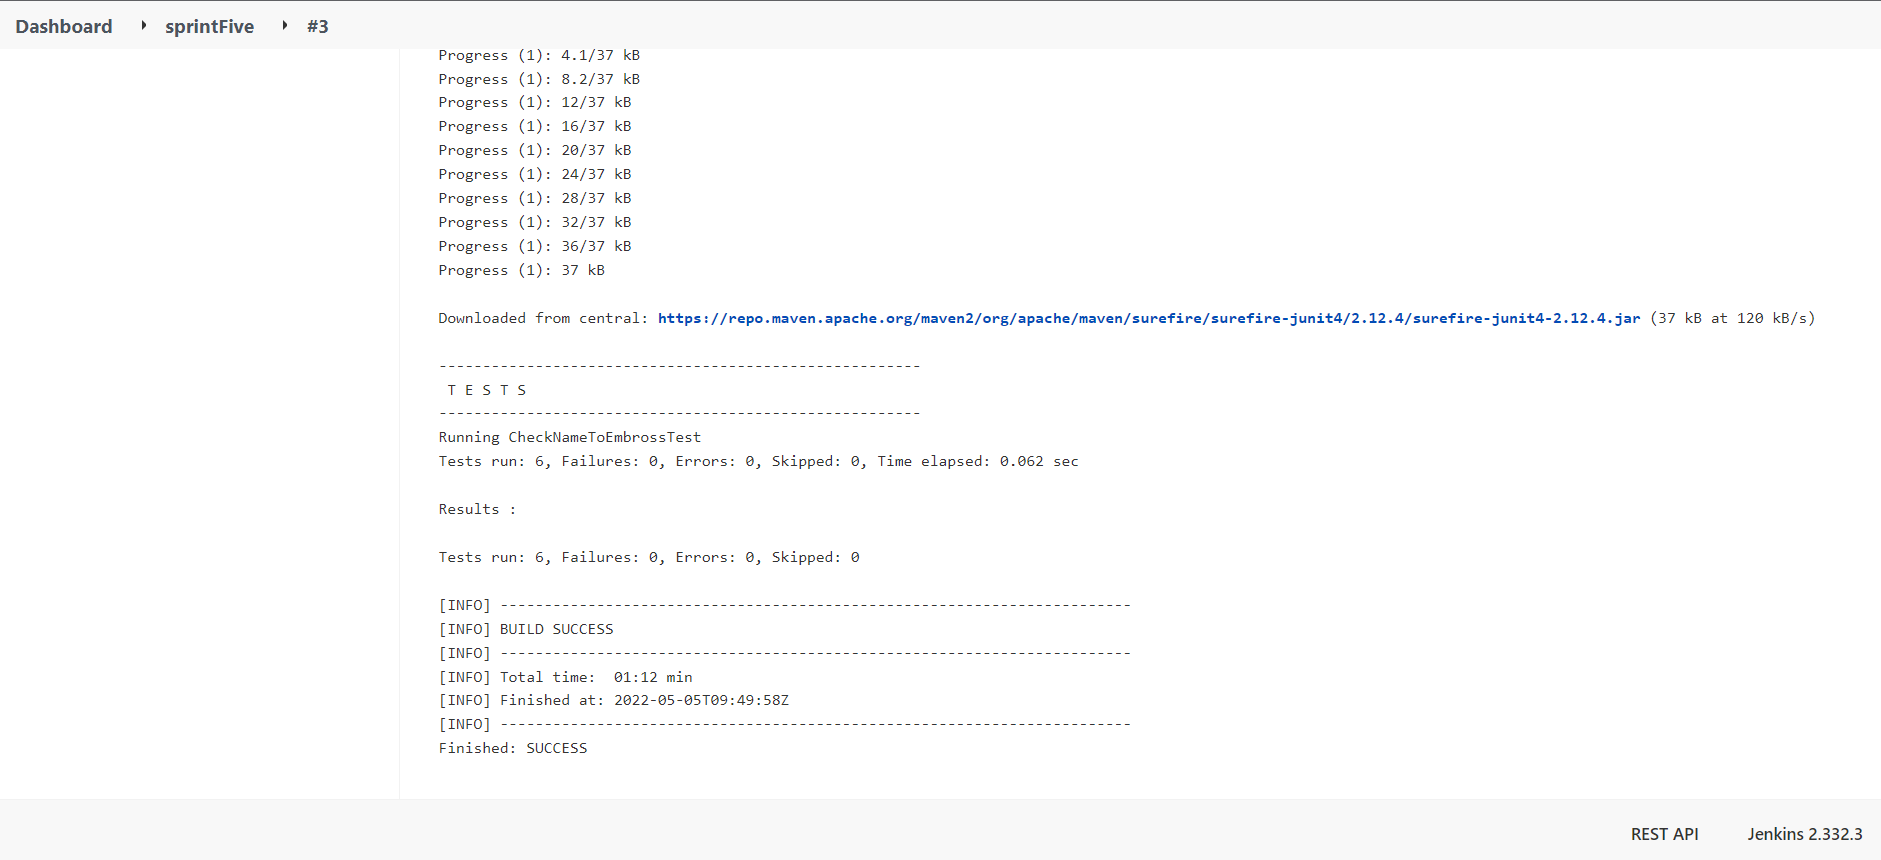 Dashboard sprintFive #3
Progress (1): 4.1/37 kB
Progress (1): 8.2/37 kB
Progress (1): 12/37 kB
Progress (1): 16/37 kB
Progress (1): 20/37 kB
Progress (1): 24/37 kB
Progress (1): 28/37 kB
Progress (1): 32/37 kB
Progress (1): 36/37 kB
Progress (1): 37 kB
Downloaded from central: https://repo.maven.apache.org/maven2/org/apache/maven/surefire/surefire-junit4/2.12.4/surefire-junit4-2.12.4.jar (37 kB at 120 kB/s)
-------------------------------------------------------
T E S T S
-------------------------------------------------------
Running CheckNameToEmbrossTest
Tests run: 6, Failures: 0, Errors: 0, Skipped: 0, Time elapsed: 0.062 sec
Results :
Tests run: 6, Failures: 0, Errors: 0, Skipped: 0
[INFO] ------------------------------------------------------------------------
[INFO] BUILD SUCCESS
[INFO] ------------------------------------------------------------------------
[INFO] Total time:  01:12 min
[INFO] Finished at: 2022-05-05T09:49:58Z
[INFO] ------------------------------------------------------------------------
Finished: SUCCESS
REST API Jenkins 2.332.3